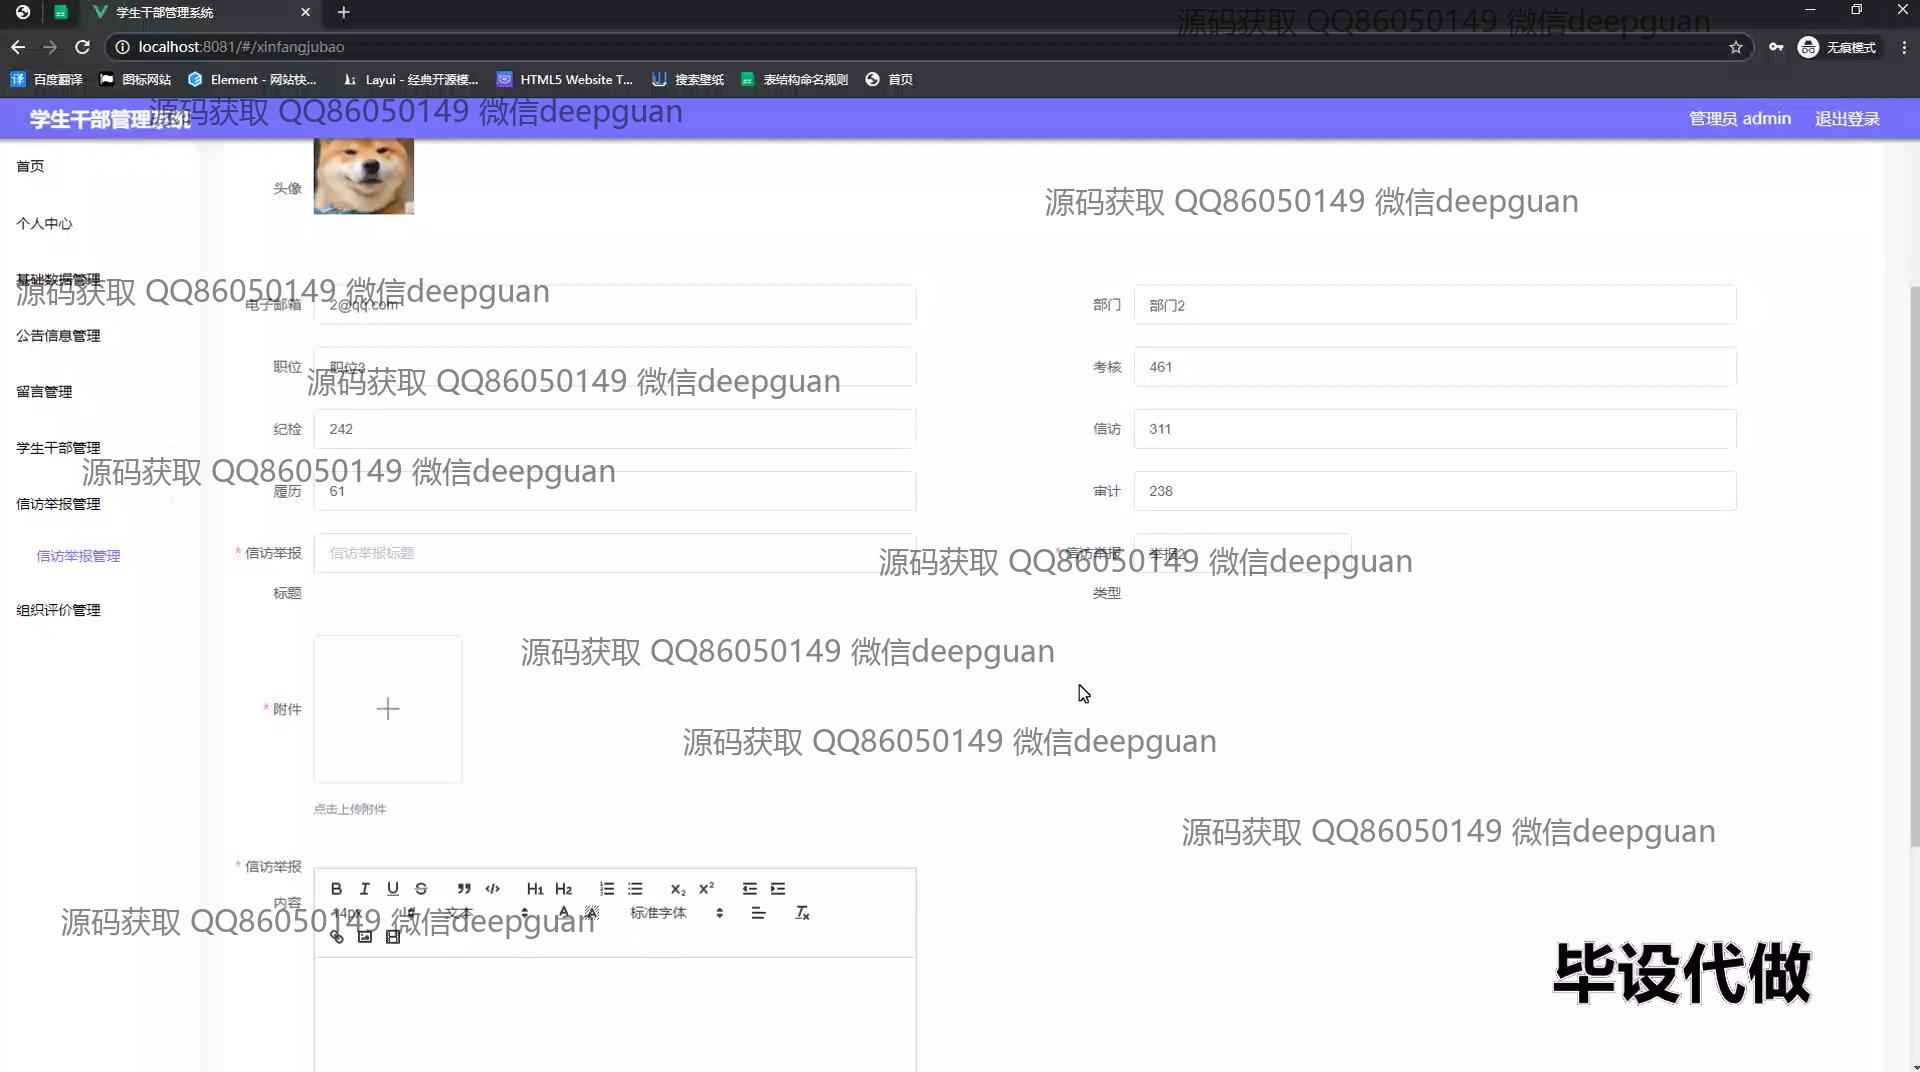 学生干部管理系统
源码获取 QQ86050149 微信deepguan
localhost:8081/#/xinfangjubao
无痕模式
百度翻译
图标网站
Element - 网站快...
Layui - 经典开源模...
HTML5 Website T...
搜索壁纸
表结构命名规则
首页
学生干部管理系统
源码获取 QQ86050149 微信deepguan
管理员 admin
退出登录
首页
个人中心
基础数据管理
公告信息管理
留言管理
学生干部管理
信访举报管理
信访举报管理
组织评价管理
头像
源码获取 QQ86050149 微信deepguan
源码获取 QQ86050149 微信deepguan
电子邮箱
2@qq.com
部门
部门2
职位
职位3
考核
461
源码获取 QQ86050149 微信deepguan
纪检
242
信访
311
源码获取 QQ86050149 微信deepguan
履历
61
审计
238
* 信访举报
标题
信访举报标题
* 信访举报
类型
举报2
源码获取 QQ86050149 微信deepguan
源码获取 QQ86050149 微信deepguan
* 附件
点击上传附件
源码获取 QQ86050149 微信deepguan
源码获取 QQ86050149 微信deepguan
* 信访举报
内容
B I U S H1 H2 X2 X2
14px 文本 A A 标准字体
源码获取 QQ86050149 微信deepguan
毕设代做